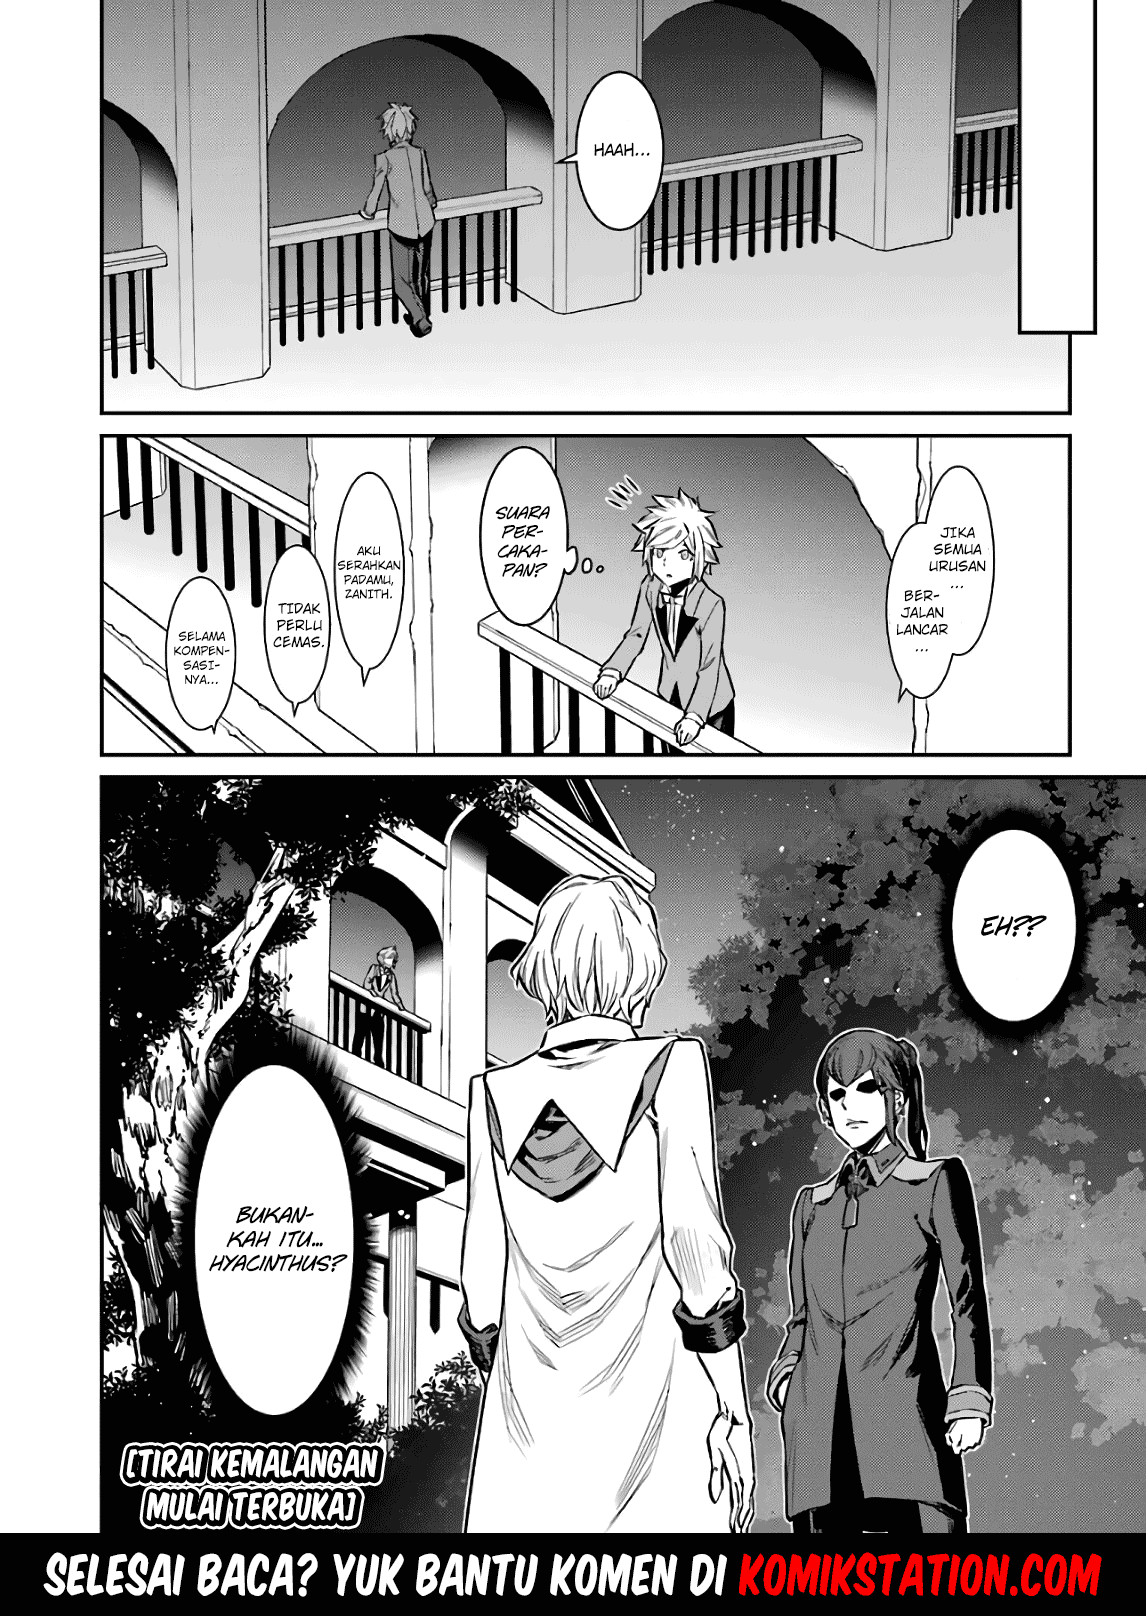 HAAH...
JIKA
SEMUA
URUSAN
...
BER-
JALAN
LANCAR
...
SUARA
PER-
CAKA-
PAN?
AKU
SERAHKAN
PADAMU,
ZANITH.
TIDAK
PERLU
CEMAS.
SELAMA
KOMPEN-
SASI-
NYA...
EH??
BUKAN-
KAH ITU...
HYACINTHUS?
[TIRAI KEMALANGAN
MULAI TERBUKA]
SELESAI BACA? YUK BANTU KOMEN DI KOMIKSTATION.COM